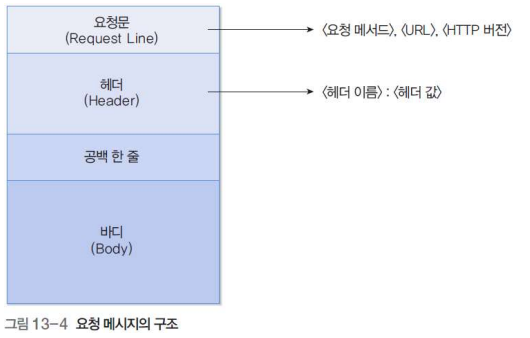 요청문
(Request Line)
〈요청 메서드〉, 〈URL〉, 〈HTTP 버전〉
헤더
(Header)
〈헤더 이름〉 : 〈헤더 값〉
공백 한 줄
바디
(Body)
그림 13-4 요청 메시지의 구조